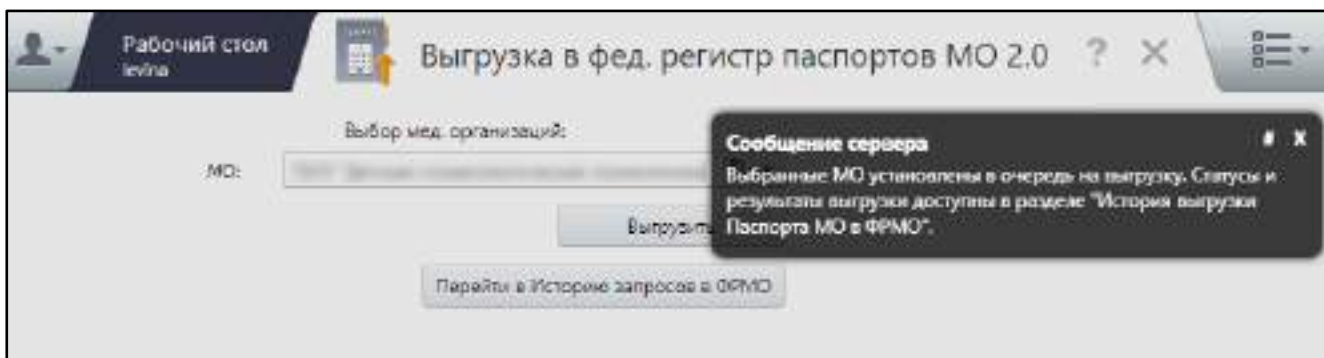 Рабочий стол
levina
Выгрузка в фед. регистр паспортов МО 2.0 ? ×
Выбор мед. организаций:
МО:
Выгрузить
Сообщение сервера # X
Выбранные МО установлены в очередь на выгрузку. Статусы и
результаты выгрузки доступны в разделе "История выгрузки
Паспорта МО в ФРМО".
Перейти в Историю запросов в ФРМО